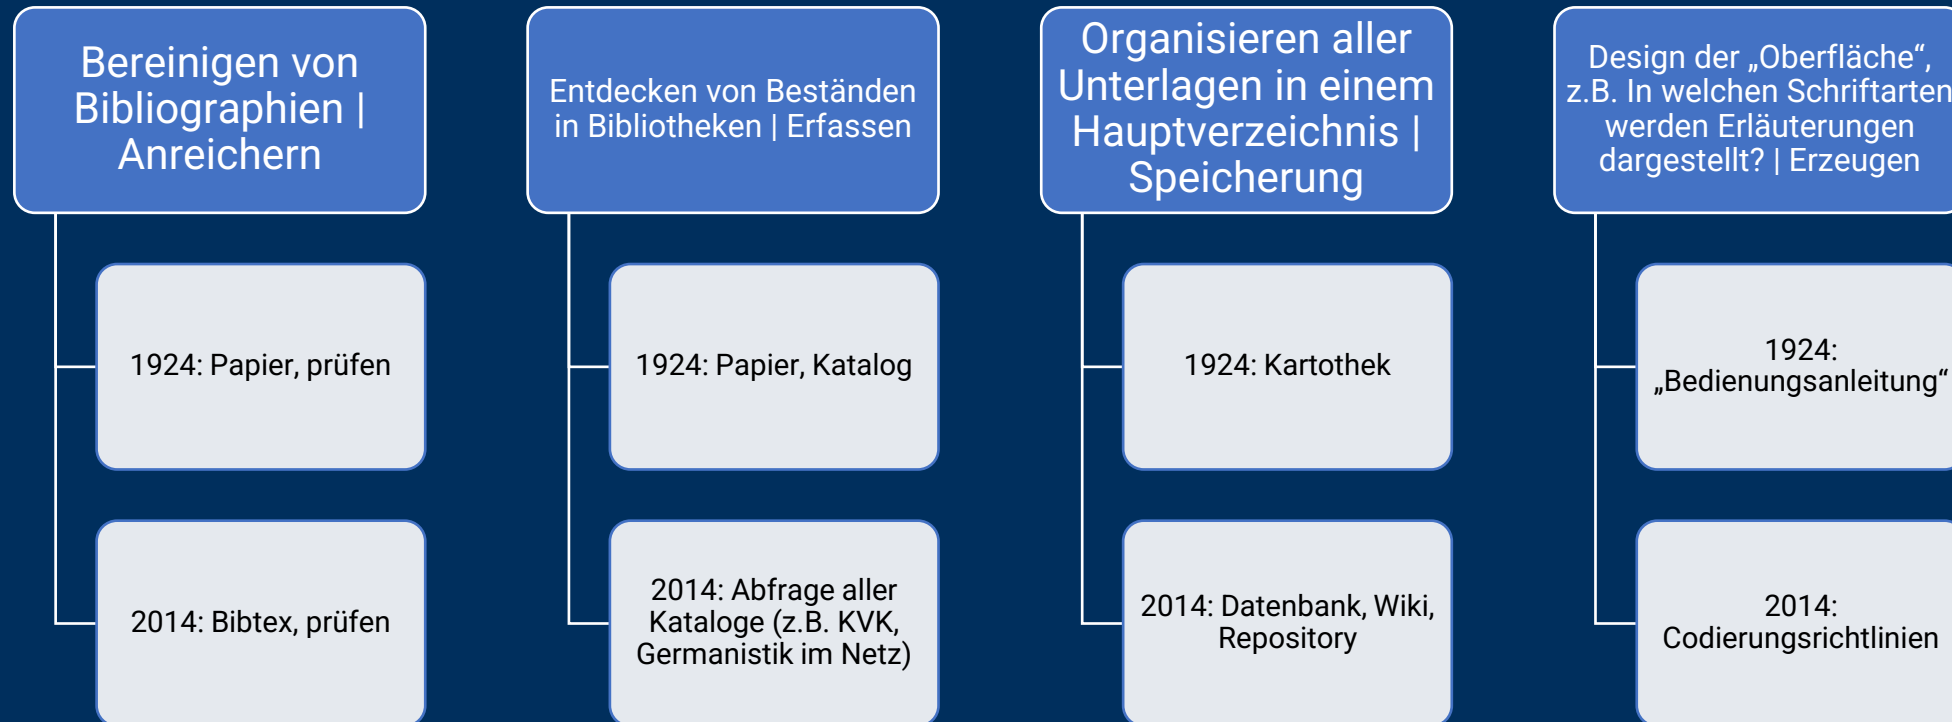 Bereinigen von
Bibliographien |
Anreichern
1924: Papier, prüfen
2014: Bibtex, prüfen
Entdecken von Beständen
in Bibliotheken | Erfassen
1924: Papier, Katalog
2014: Abfrage aller
Kataloge (z.B. KVK,
Germanistik im Netz)
Organisieren aller
Unterlagen in einem
Hauptverzeichnis |
Speicherung
1924: Kartothek
2014: Datenbank, Wiki,
Repository
Design der „Oberfläche“,
z.B. In welchen Schriftarten
werden Erläuterungen
dargestellt? | Erzeugen
1924:
„Bedienungsanleitung“
2014:
Codierungsrichtlinien